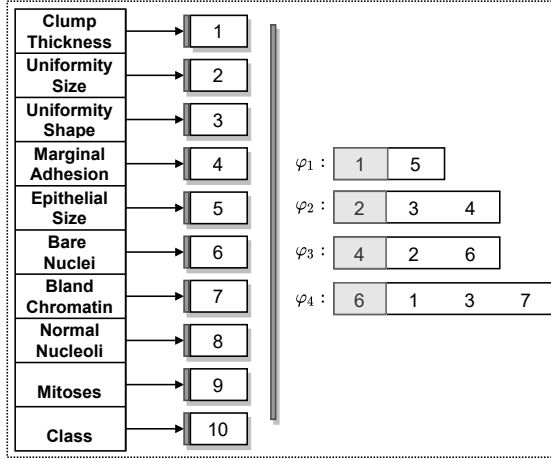 Clump
Thickness
1
Uniformity
Size
2
Uniformity
Shape
3
Marginal
Adhesion
4
Epithelial
Size
5
Bare
Nuclei
6
Bland
Chromatin
7
Normal
Nucleoli
8
Mitoses
9
Class
10
φ₁ : 1 5
φ₂ : 2 3 4
φ₃ : 4 2 6
φ₄ : 6 1 3 7